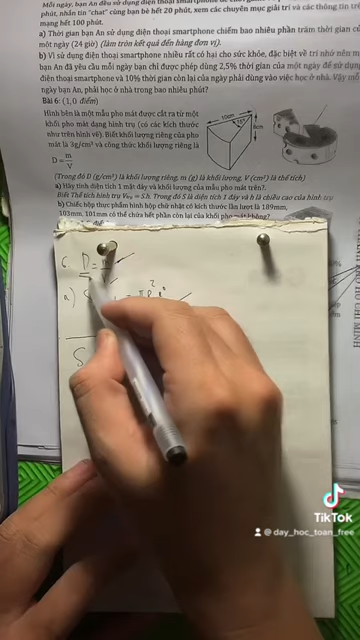 Mỗi ngày, bạn An đều sử dụng điện thoại smartphone để
phút, nhắn tin "chat" cùng bạn bè hết 20 phút, xem các chuyên mục giải trí và các thông tin trê
mạng hết 100 phút.
a) Thời gian bạn An sử dụng điện thoại smartphone chiếm bao nhiêu phần trăm thời gian củ
một ngày (24 giờ) (làm tròn kết quả đến hàng đơn vị).
b) Vì sử dụng điện thoại smartphone nhiều rất có hại cho sức khỏe, đặc biệt về trí nhớ nên m
bạn An đã yêu cầu mỗi ngày bạn chỉ được phép dùng 2,5% thời gian của một ngày để sử dụng
điện thoại smartphone và 10% thời gian còn lại của ngày phải dùng vào việc học ở nhà. Vậy mỗ
ngày bạn An, phải học ở nhà trong bao nhiêu phút?
Bài 6: (1,0 điểm)
Hình bên là một mẫu pho mát được cắt ra từ một
khối pho mát dạng hình trụ (có các kích thước
như trên hình vẽ). Biết khối lượng riêng của pho
mát là 3g/cm³ và công thức khối lượng riêng là
D = m/V
10cm
15°
8cm
(Trong đó D (g/cm³) là khối lượng riêng, m (g) là khối lượng, V (cm³) là thể tích)
a) Hãy tính diện tích 1 mặt đáy và khối lượng của mẫu pho mát trên?.
Biết Thể tích hình trụ V = S.h. Trong đó S là diện tích 1 đáy và h là chiều cao của hình trụ
b) Chiếc hộp thực phẩm hình hộp chữ nhật có kích thước lần lượt là 189mm,
103mm, 101mm có thể chứa hết phần còn lại của khối pho mát không?
D =
a) S
= πR² n°
S
TikTok
@day_hoc_toan_free